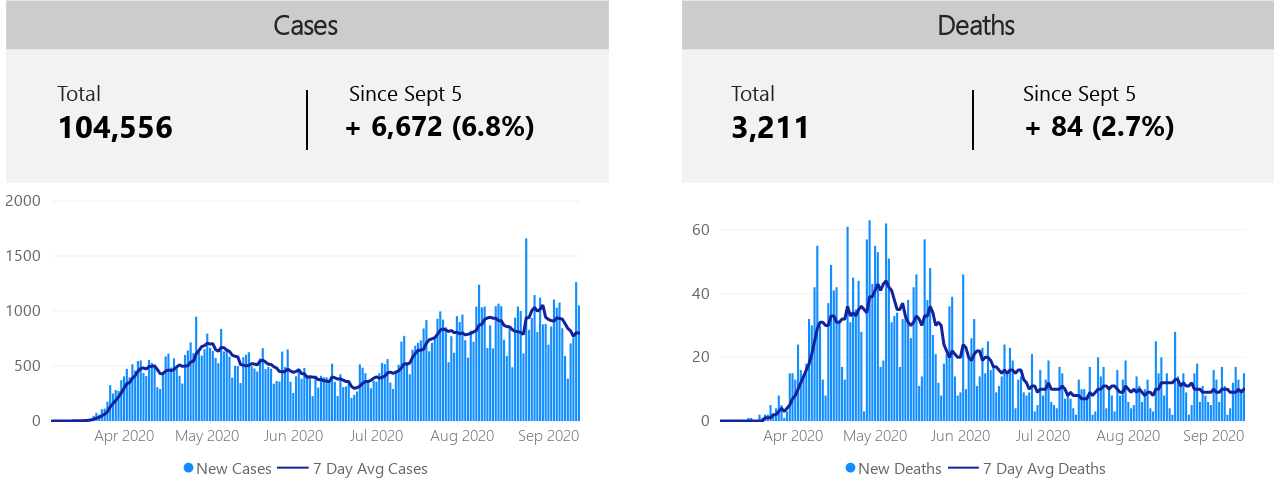 Cases
Total
104,556
Since Sept 5
+ 6,672 (6.8%)
2000
1500
1000
500
0
Apr 2020 May 2020 Jun 2020 Jul 2020 Aug 2020 Sep 2020
New Cases 7 Day Avg Cases
Deaths
Total
3,211
Since Sept 5
+ 84 (2.7%)
60
40
20
0
Apr 2020 May 2020 Jun 2020 Jul 2020 Aug 2020 Sep 2020
New Deaths 7 Day Avg Deaths